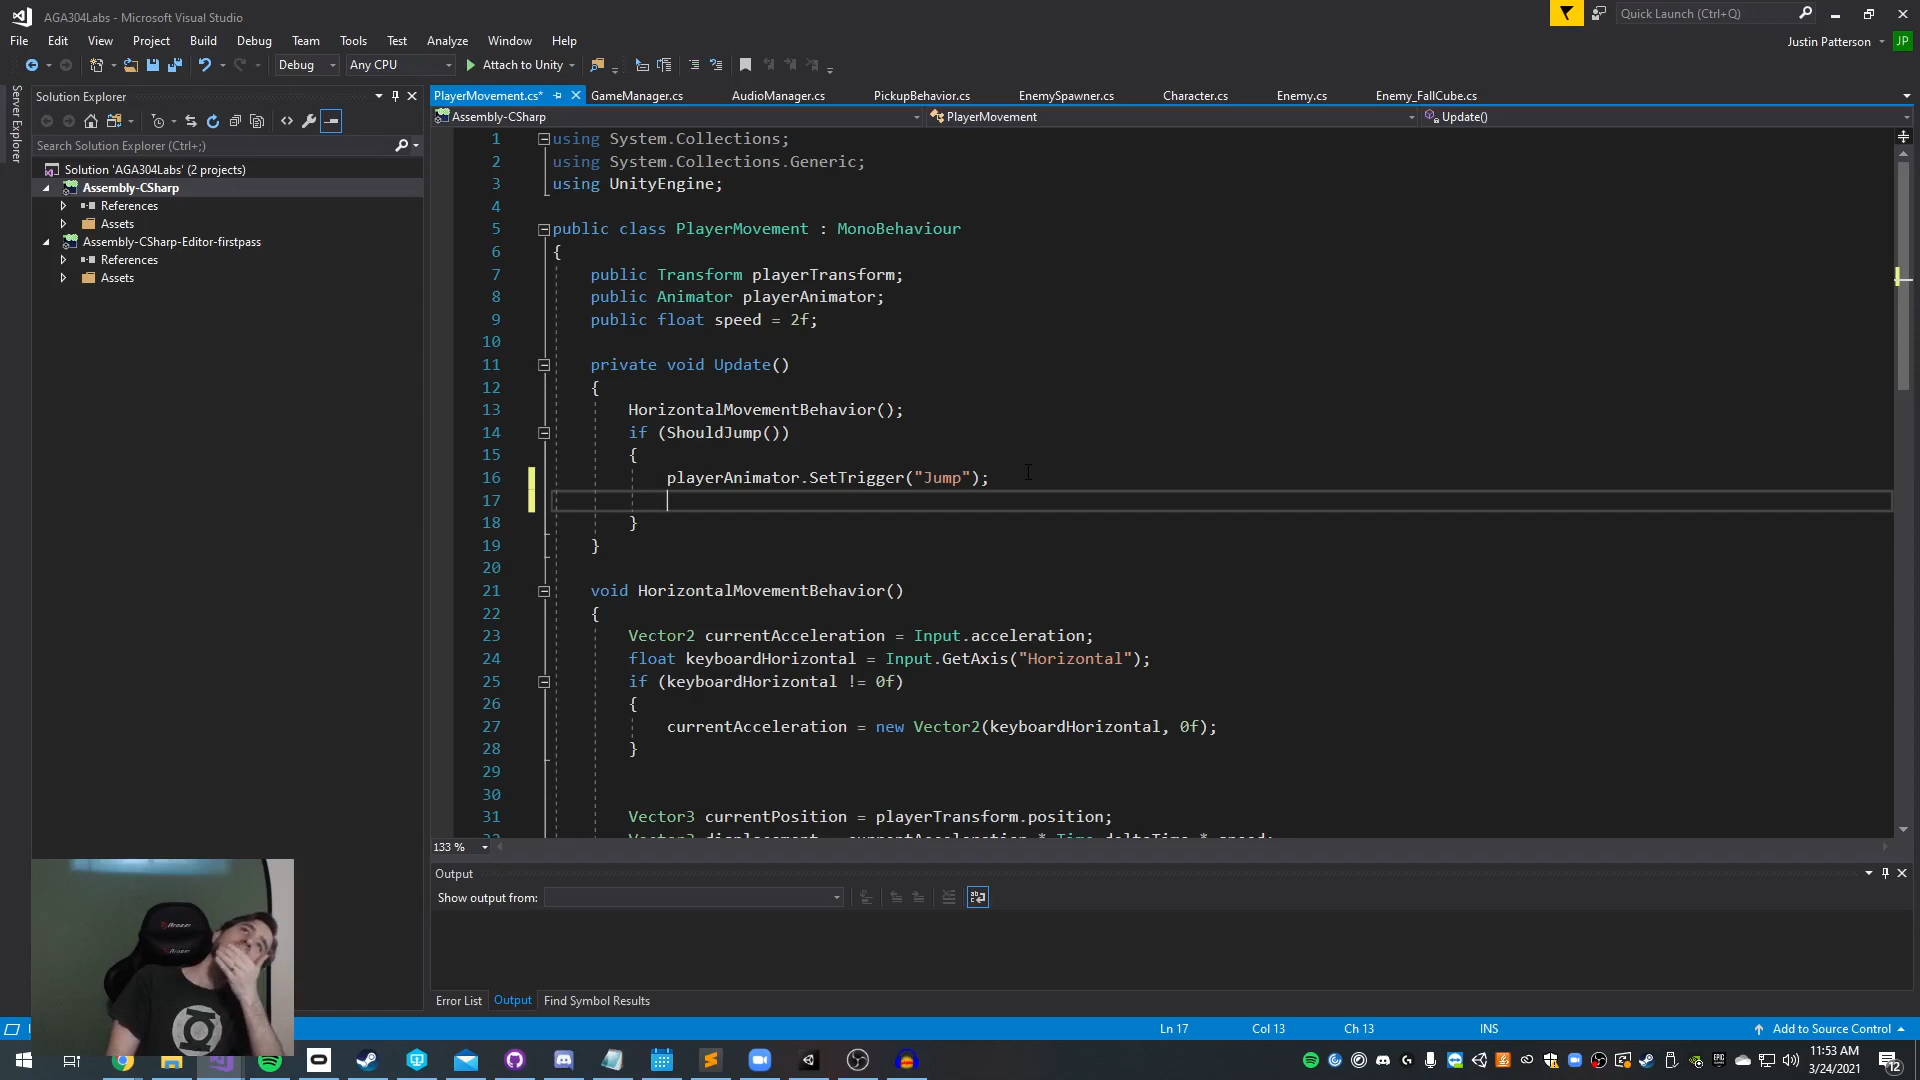 AGA304Labs - Microsoft Visual Studio
Quick Launch (Ctrl+Q)
File Edit View Project Build Debug Team Tools Test Analyze Window Help
Justin Patterson JP
Debug Any CPU Attach to Unity
Server Explorer
Solution Explorer
PlayerMovement.cs* GameManager.cs AudioManager.cs PickupBehavior.cs EnemySpawner.cs Character.cs Enemy.cs Enemy_FallCube.cs
Assembly-CSharp PlayerMovement Update()
Search Solution Explorer (Ctrl+;)
Solution 'AGA304Labs' (2 projects)
Assembly-CSharp
References
Assets
Assembly-CSharp-Editor-firstpass
References
Assets
1 using System.Collections;
2 using System.Collections.Generic;
3 using UnityEngine;
4
5 public class PlayerMovement : MonoBehaviour
6 {
7 public Transform playerTransform;
8 public Animator playerAnimator;
9 public float speed = 2f;
10
11 private void Update()
12 {
13 HorizontalMovementBehavior();
14 if (ShouldJump())
15 {
16 playerAnimator.SetTrigger("Jump");
17
18 }
19 }
20
21 void HorizontalMovementBehavior()
22 {
23 Vector2 currentAcceleration = Input.acceleration;
24 float keyboardHorizontal = Input.GetAxis("Horizontal");
25 if (keyboardHorizontal != 0f)
26 {
27 currentAcceleration = new Vector2(keyboardHorizontal, 0f);
28 }
29
30
31 Vector3 currentPosition = playerTransform.position;
32 Vector3 displacement = currentAcceleration * Time.deltaTime * speed;
133 %
Output
Show output from:
Error List Output Find Symbol Results
Ln 17 Col 13 Ch 13 INS Add to Source Control
11:53 AM
3/24/2021
12